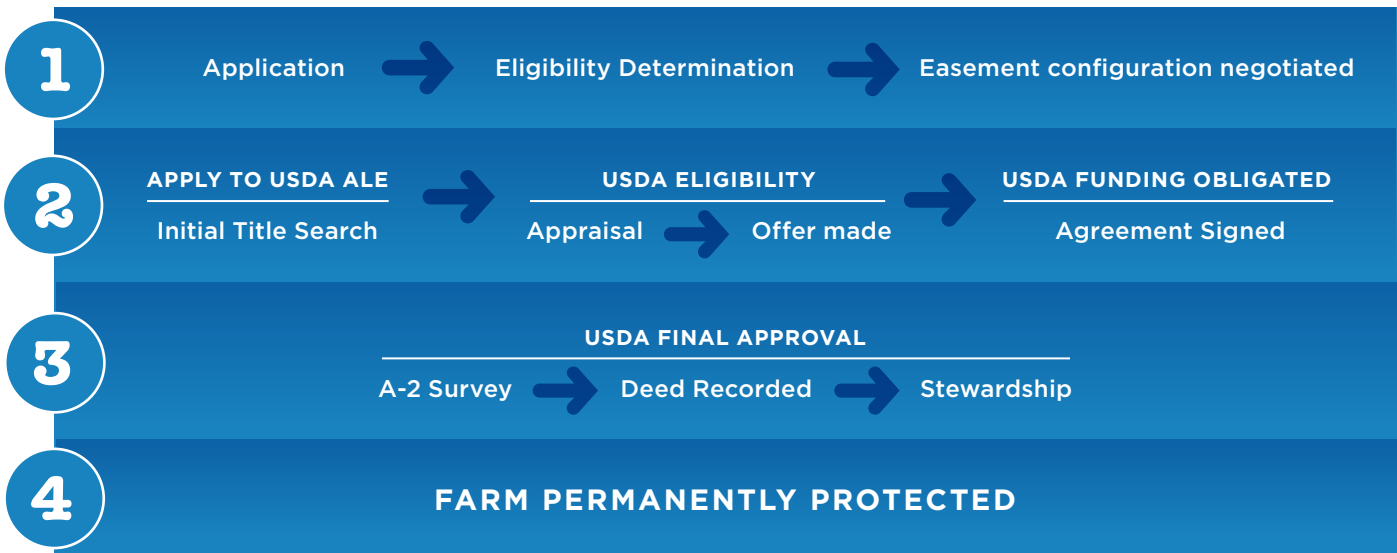 1
Application
Eligibility Determination
Easement configuration negotiated
2
APPLY TO USDA ALE
Initial Title Search
USDA ELIGIBILITY
Appraisal
Offer made
USDA FUNDING OBLIGATED
Agreement Signed
3
USDA FINAL APPROVAL
A-2 Survey
Deed Recorded
Stewardship
4
FARM PERMANENTLY PROTECTED